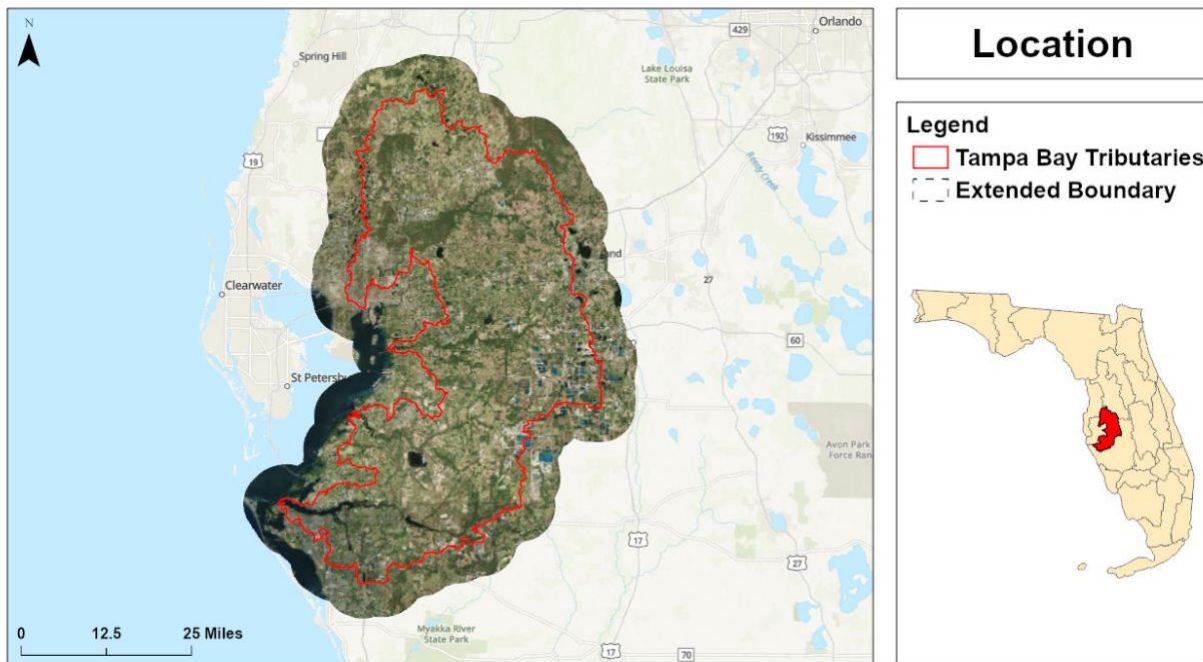 N
Spring Hill
429
Orlando
Lake Louisa
State Park
192
Kissimmee
Reedy Creek
19
and
27
Clearwater
60
St Petersb
Avon Park
Force Ran
17
27
Myakka River
State Park
17
70
0 12.5 25 Miles
Location
Legend
Tampa Bay Tributaries
Extended Boundary